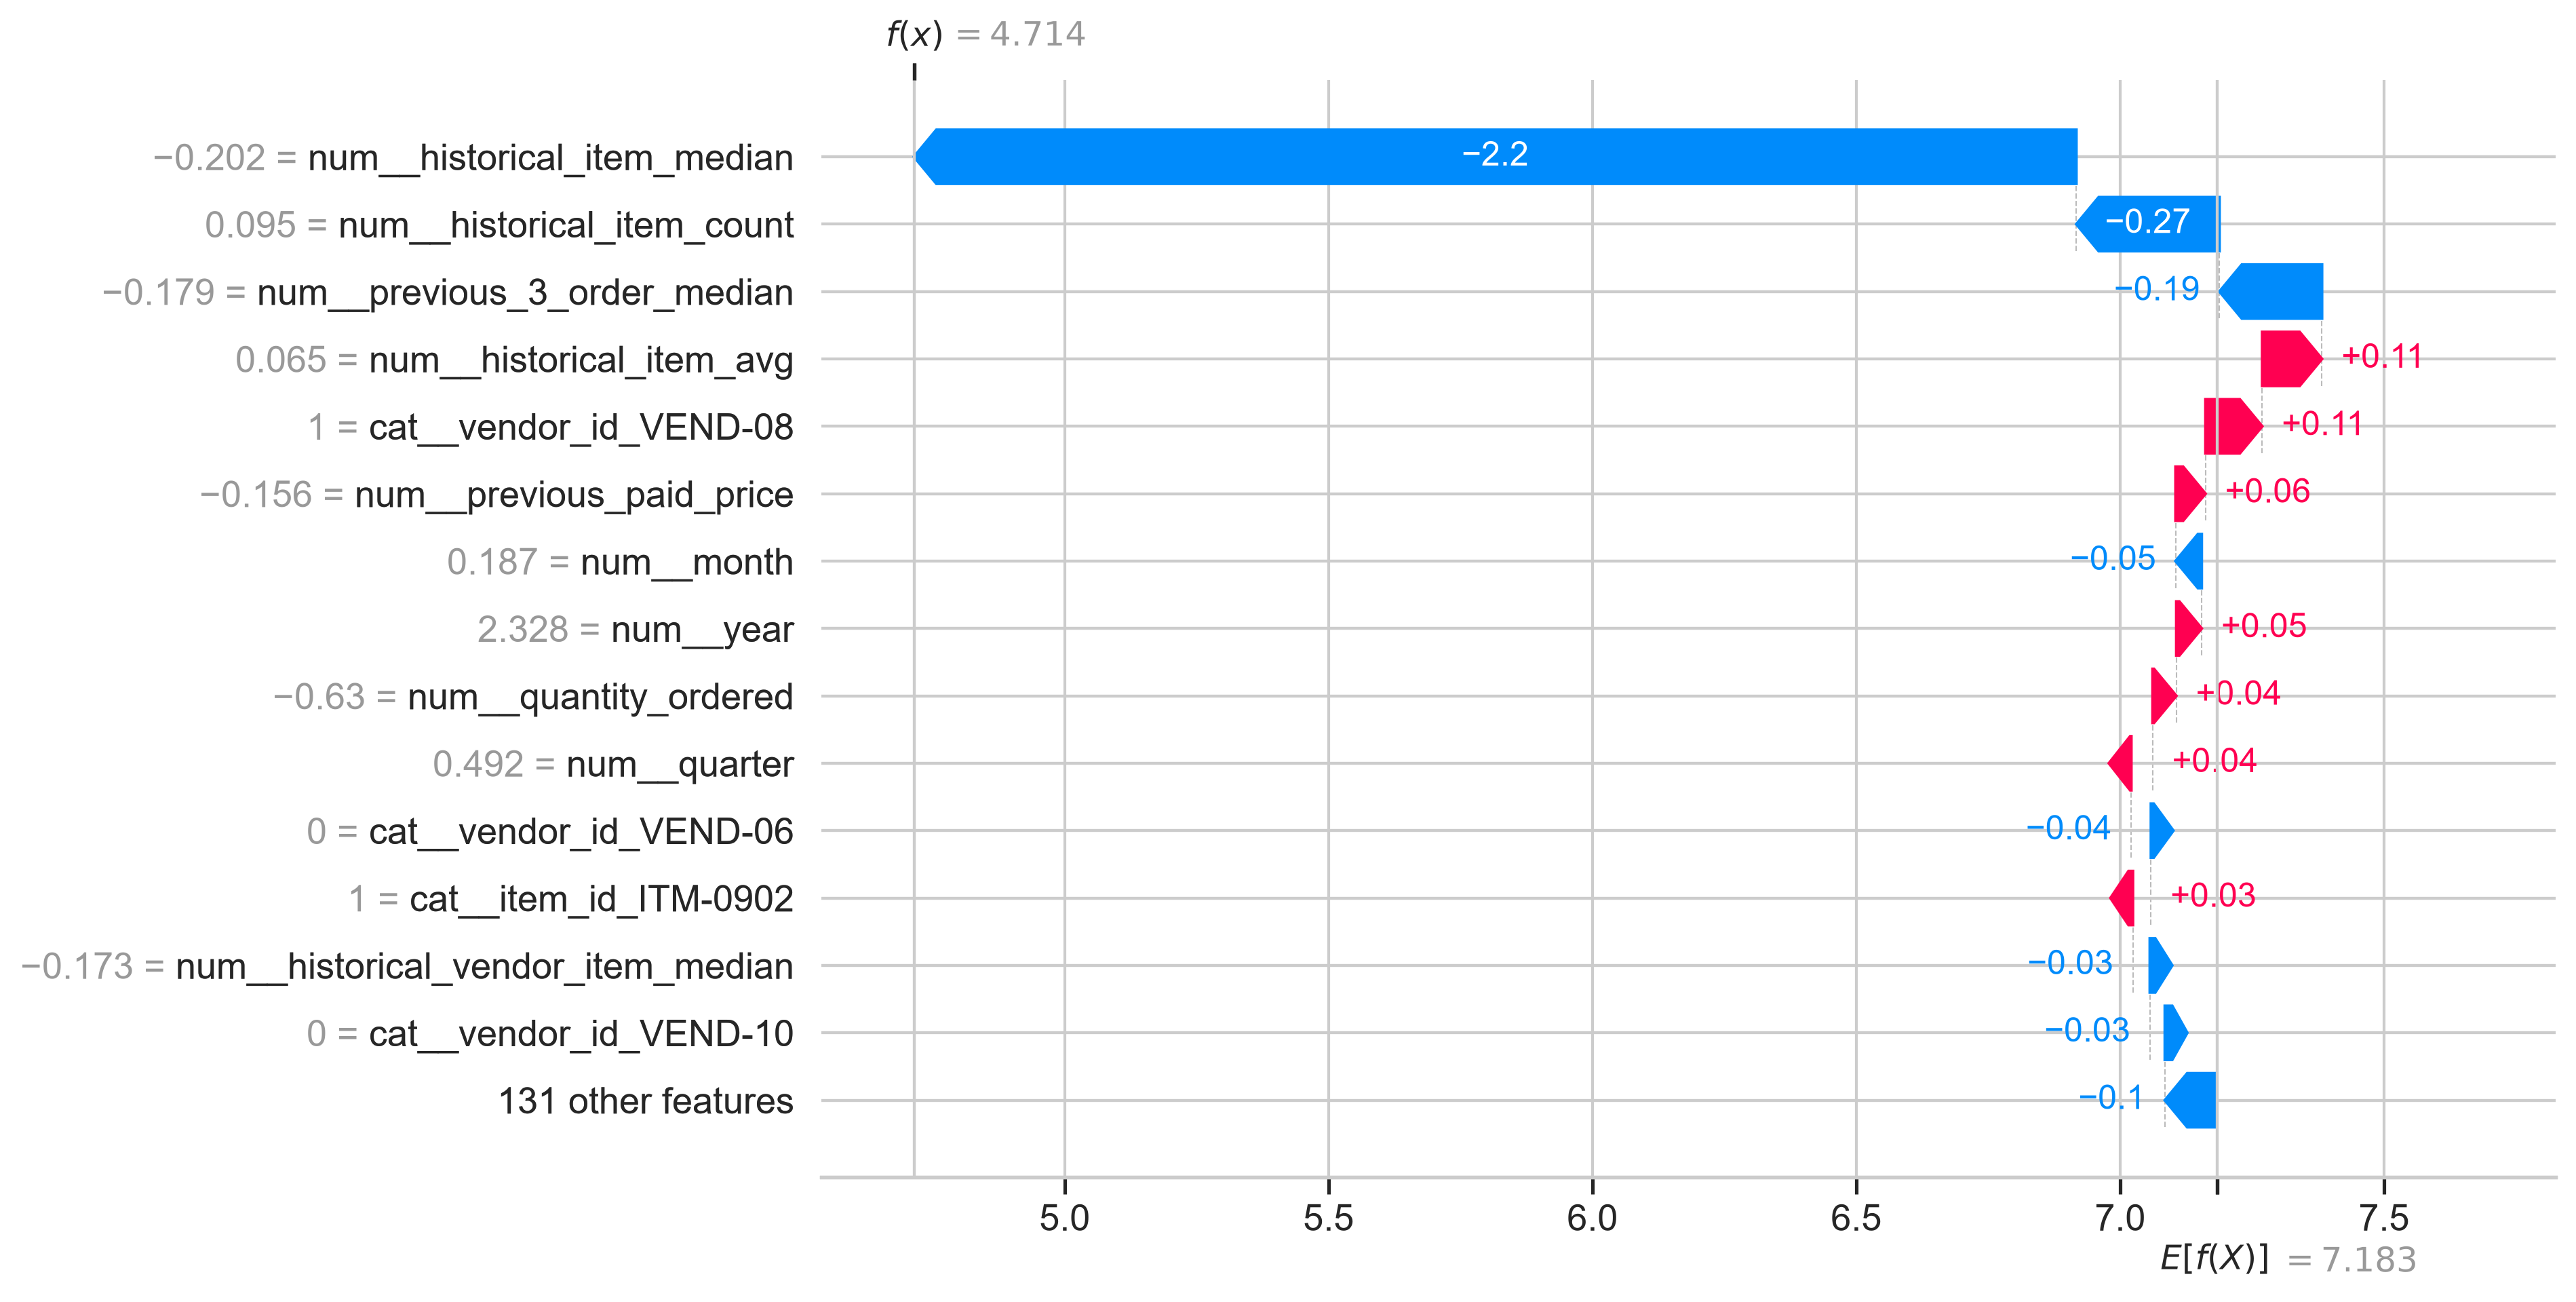 f(x) = 4.714
−0.202 = num__historical_item_median −2.2
0.095 = num__historical_item_count −0.27
−0.179 = num__previous_3_order_median −0.19
0.065 = num__historical_item_avg +0.11
1 = cat__vendor_id_VEND-08 +0.11
−0.156 = num__previous_paid_price +0.06
0.187 = num__month −0.05
2.328 = num__year +0.05
−0.63 = num__quantity_ordered +0.04
0.492 = num__quarter +0.04
0 = cat__vendor_id_VEND-06 −0.04
1 = cat__item_id_ITM-0902 +0.03
−0.173 = num__historical_vendor_item_median −0.03
0 = cat__vendor_id_VEND-10 −0.03
131 other features −0.1
5.0 5.5 6.0 6.5 7.0 7.5
E[f(X)] = 7.183